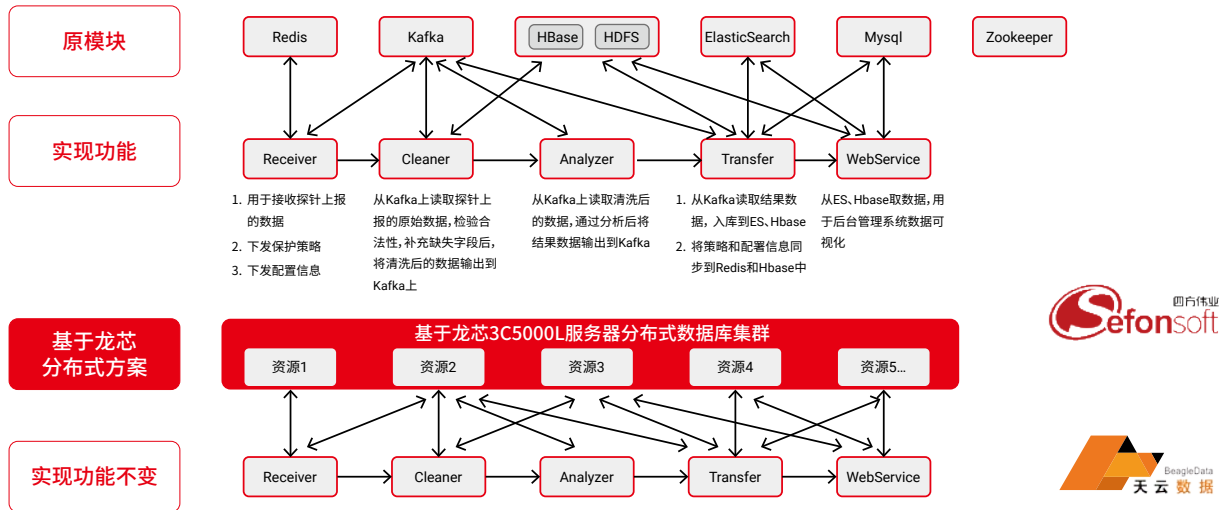 原模块
Redis
Kafka
HBase
HDFS
ElasticSearch
Mysql
Zookeeper
实现功能
Receiver
Cleaner
Analyzer
Transfer
WebService
1. 用于接收探针上报
的数据
2. 下发保护策略
3. 下发配置信息
从Kafka上读取探针上
报的原始数据，检验合
法性，补充缺失字段后，
将清洗后的数据输出到
Kafka上
从Kafka上读取清洗后
的数据，通过分析后将
结果数据输出到Kafka
1. 从Kafka读取结果数
据，入库到ES、Hbase
2. 将策略和配署信息同
步到Redis和Hbase中
从ES、Hbase取数据，用
于后台管理系统数据可
视化
四方伟业
Sefonsoft
基于龙芯
分布式方案
基于龙芯3C5000L服务器分布式数据库集群
资源1
资源2
资源3
资源4
资源5…
实现功能不变
Receiver
Cleaner
Analyzer
Transfer
WebService
BeagleData
天云数据